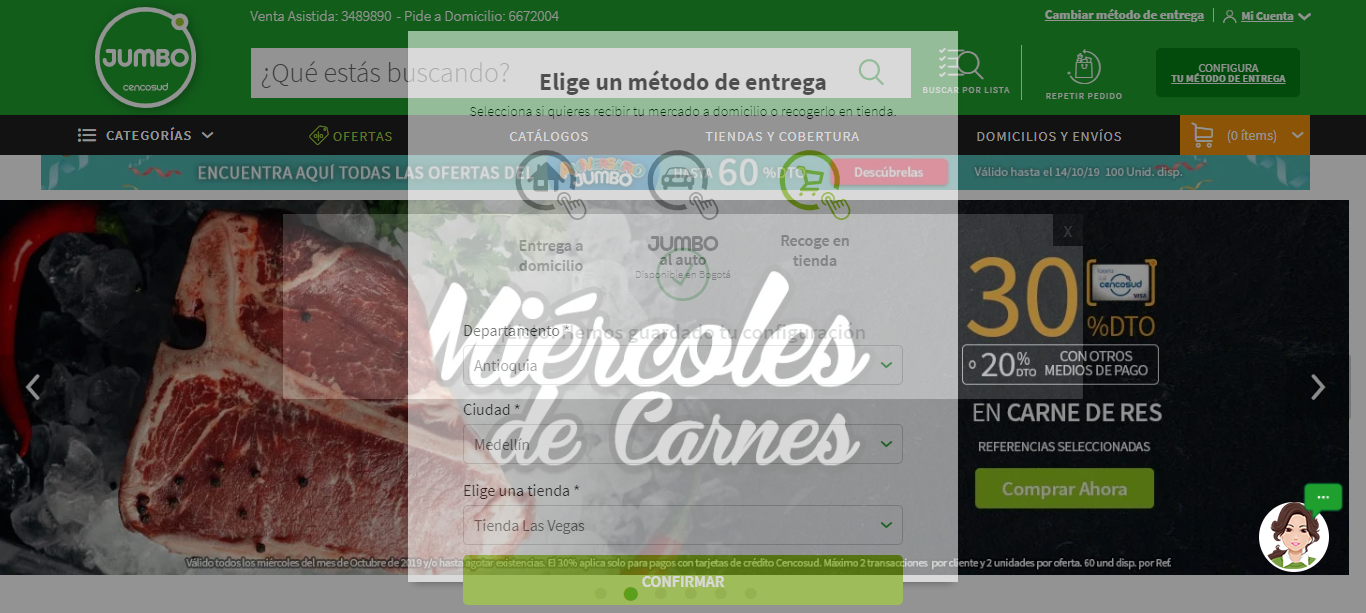 Venta Asistida: 3489890 - Pide a Domicilio: 6672004
Cambiar método de entrega
Mi Cuenta
JUMBO
cencosud
¿Qué estás buscando?
BUSCAR POR LISTA
REPETIR PEDIDO
CONFIGURA
TU MÉTODO DE ENTREGA
Elige un método de entrega
Selecciona si quieres recibir tu mercado a domicilio o recogerlo en tienda.
CATEGORÍAS
OFERTAS
CATÁLOGOS
TIENDAS Y COBERTURA
DOMICILIOS Y ENVÍOS
(0 ítems)
ENCUENTRA AQUÍ TODAS LAS OFERTAS DEL
JUMBO
HASTA 60 %DTO
Descúbrelas
Válido hasta el 14/10/19 100 Unid. disp.
X
Entrega a
domicilio
JUMBO
al auto
Disponible en Bogotá
Recoge en
tienda
Hemos guardado tu configuración
Departamento *
Antioquia
Ciudad *
Medellín
Elige una tienda *
Tienda Las Vegas
CONFIRMAR
Miércoles
de Carnes
30 %DTO
cencosud
VISA
o 20% DTO CON OTROS
MEDIOS DE PAGO
EN CARNE DE RES
REFERENCIAS SELECCIONADAS
Comprar Ahora
Válido todos los miércoles del mes de Octubre de 2019 y/o hasta agotar existencias. El 30% aplica solo para pagos con tarjetas de crédito Cencosud. Máximo 2 transacciones por cliente y 2 unidades por oferta. 60 und disp. por Ref.